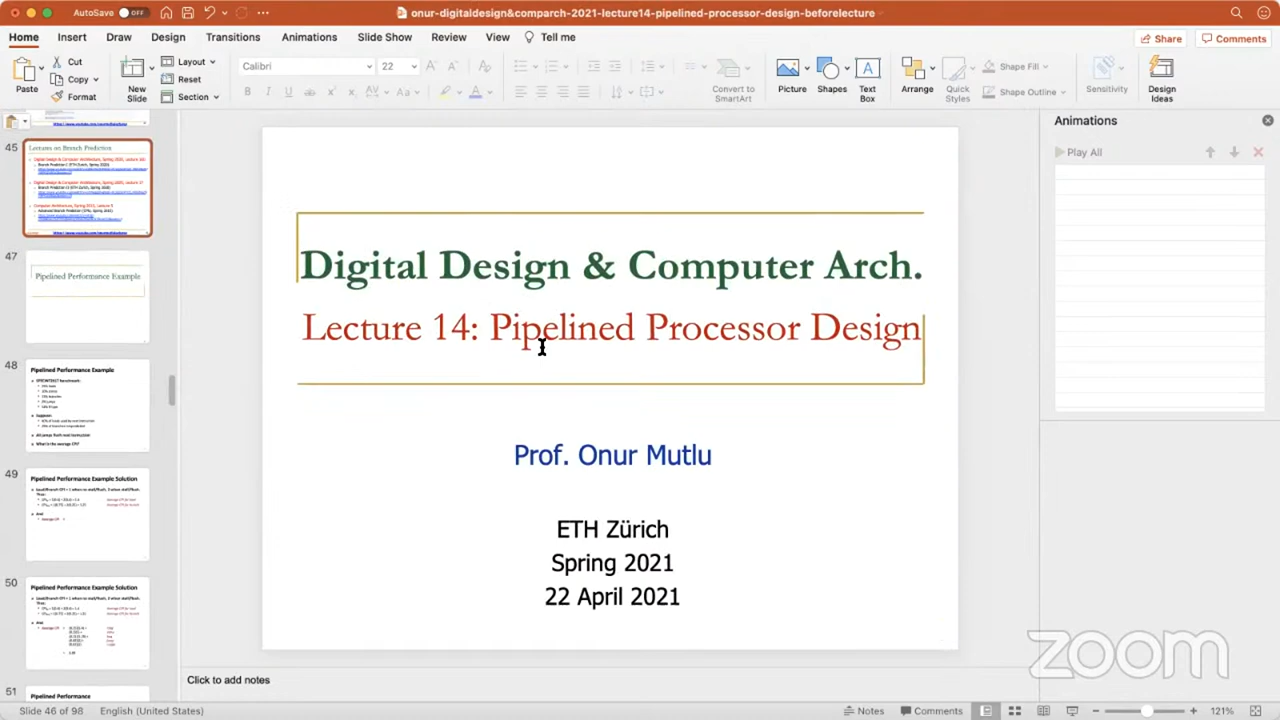 AutoSave OFF
onur-digitaldesign&comparch-2021-lecture14-pipelined-processor-design-beforelecture
Home Insert Draw Design Transitions Animations Slide Show Review View Tell me
Share Comments
Paste
Cut
Copy
Format
New Slide
Layout
Reset
Section
Calibri 22
Convert to SmartArt
Picture
Shapes
Text Box
Arrange
Quick Styles
Shape Fill
Shape Outline
Sensitivity
Design Ideas
45
Lectures on Branch Prediction
47
Pipelined Performance Example
48
Pipelined Performance Example
49
Pipelined Performance Example Solution
50
Pipelined Performance Example Solution
51
Pipelined Performance
Digital Design & Computer Arch.
Lecture 14: Pipelined Processor Design
Prof. Onur Mutlu
ETH Zürich
Spring 2021
22 April 2021
Animations
Play All
zoom
Click to add notes
Slide 46 of 98 English (United States)
Notes Comments 121%